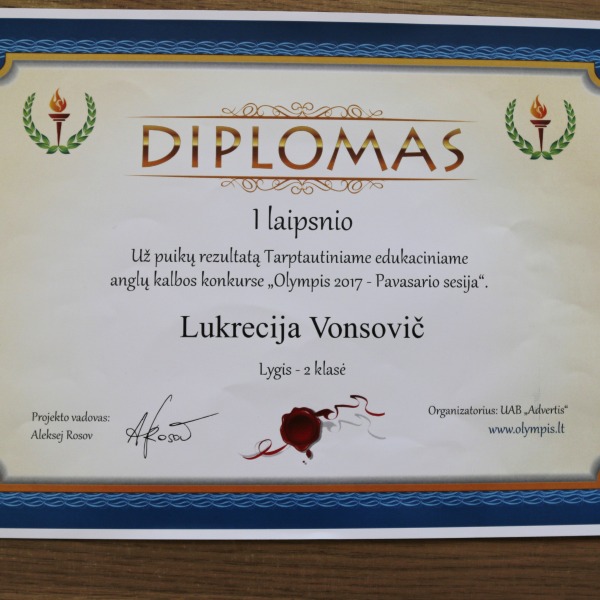 DIPLOMAS
I laipsnio
Už puikų rezultatą Tarptautiniame edukaciniame
anglų kalbos konkurse „Olympis 2017 - Pavasario sesija“.
Lukrecija Vonsovič
Lygis - 2 klasė
Projekto vadovas:
Aleksej Rosov
ARosov
Organizatorius: UAB „Advertis“
www.olympis.lt